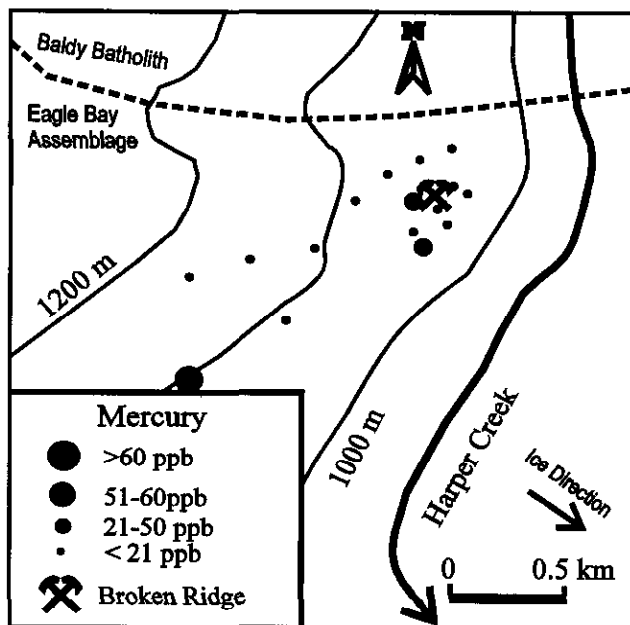 N
Baldy Batholith
Eagle Bay
Assemblage
1200 m
1000 m
Harper Creek
Ice Direction
0 0.5 km
Mercury
>60 ppb
51-60ppb
21-50 ppb
< 21 ppb
Broken Ridge